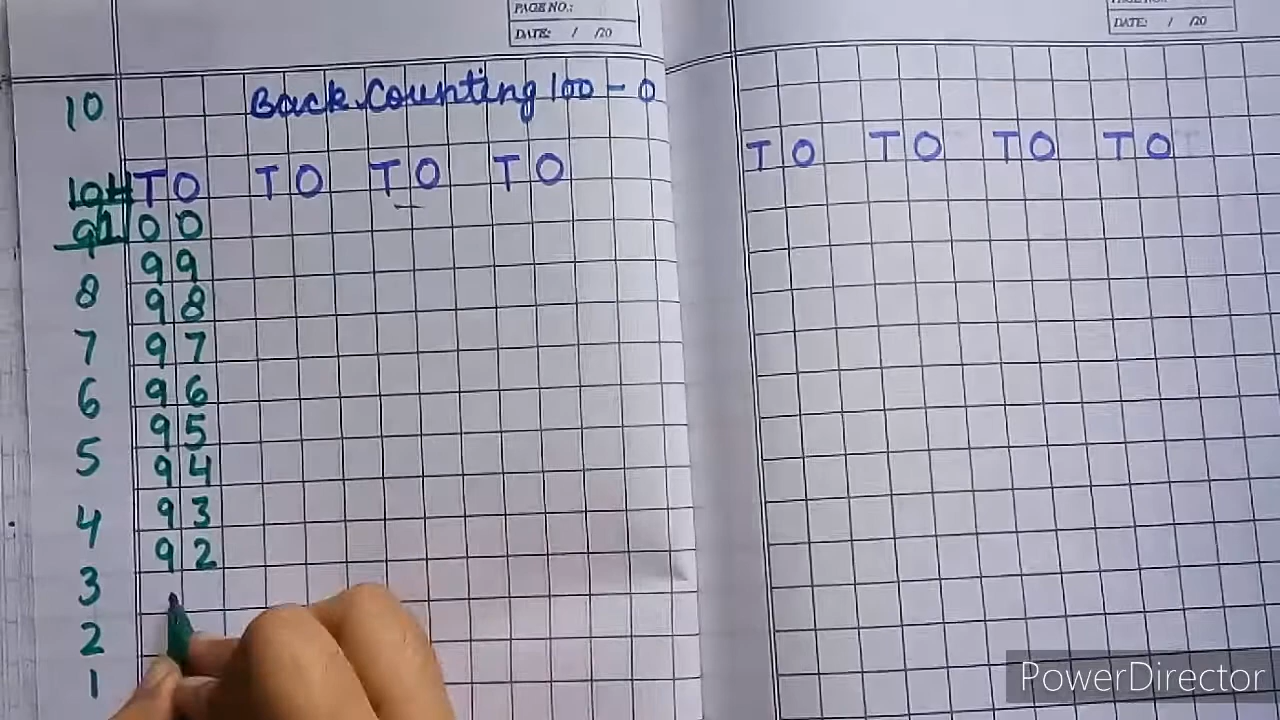 PAGE NO.:
DATE: / /20
DATE: / /20
10 Back Counting 100 - 0
T O T O T O T O T O T O T O
10 H T O
9 1 0 0
9 9
8 9 8
7 9 7
6 9 6
5 9 5
9 4
4 9 3
9 2
3
2
1
PowerDirector